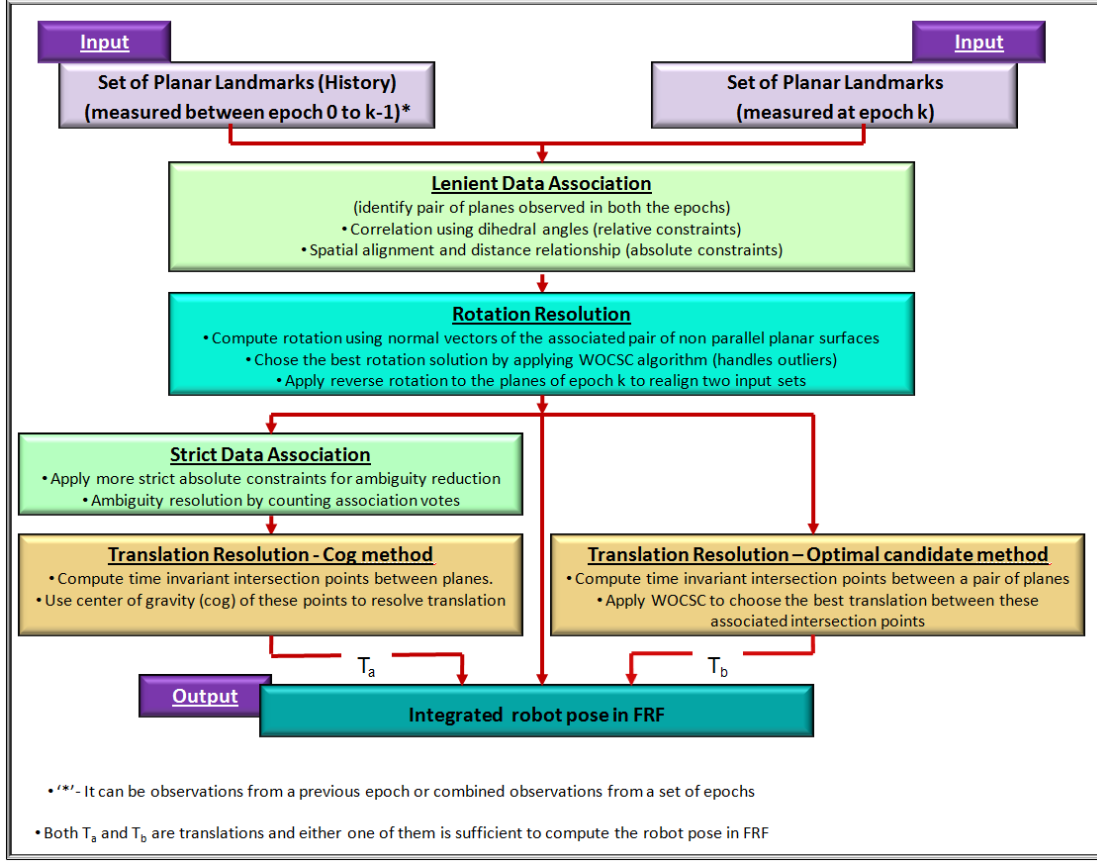 Input
Input
Set of Planar Landmarks (History)
(measured between epoch 0 to k-1)*
Set of Planar Landmarks
(measured at epoch k)
Lenient Data Association
(identify pair of planes observed in both the epochs)
• Correlation using dihedral angles (relative constraints)
• Spatial alignment and distance relationship (absolute constraints)
Rotation Resolution
• Compute rotation using normal vectors of the associated pair of non parallel planar surfaces
• Chose the best rotation solution by applying WOCSC algorithm (handles outliers)
• Apply reverse rotation to the planes of epoch k to realign two input sets
Strict Data Association
• Apply more strict absolute constraints for ambiguity reduction
• Ambiguity resolution by counting association votes
Translation Resolution - Cog method
• Compute time invariant intersection points between planes.
• Use center of gravity (cog) of these points to resolve translation
Translation Resolution – Optimal candidate method
• Compute time invariant intersection points between a pair of planes
• Apply WOCSC to choose the best translation between these
associated intersection points
Ta
Tb
Output
Integrated robot pose in FRF
• ‘*’- It can be observations from a previous epoch or combined observations from a set of epochs
• Both Ta and Tb are translations and either one of them is sufficient to compute the robot pose in FRF